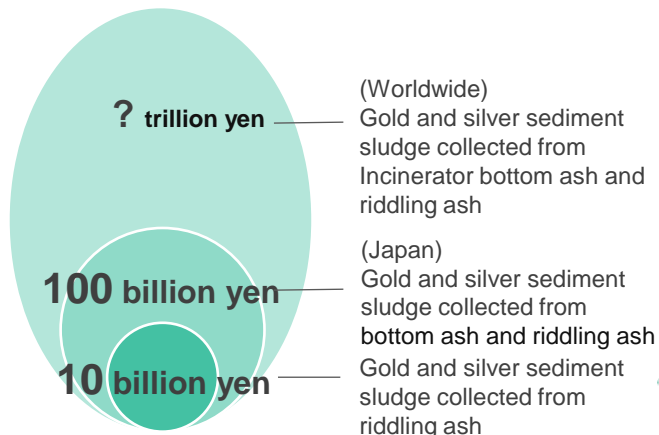 ? trillion yen
(Worldwide)
Gold and silver sediment
sludge collected from
Incinerator bottom ash and
riddling ash
100 billion yen
(Japan)
Gold and silver sediment
sludge collected from
bottom ash and riddling ash
10 billion yen
Gold and silver sediment
sludge collected from
riddling ash